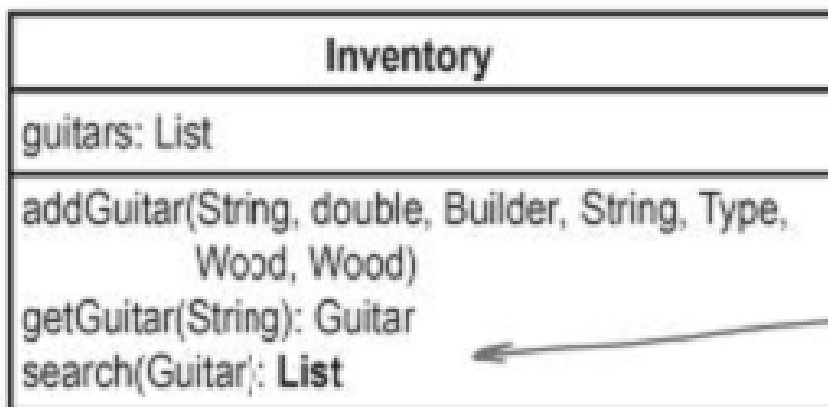 Inventory
guitars: List
addGuitar(String, double, Builder, String, Type,
Wood, Wood)
getGuitar(String): Guitar
search(Guitar): List